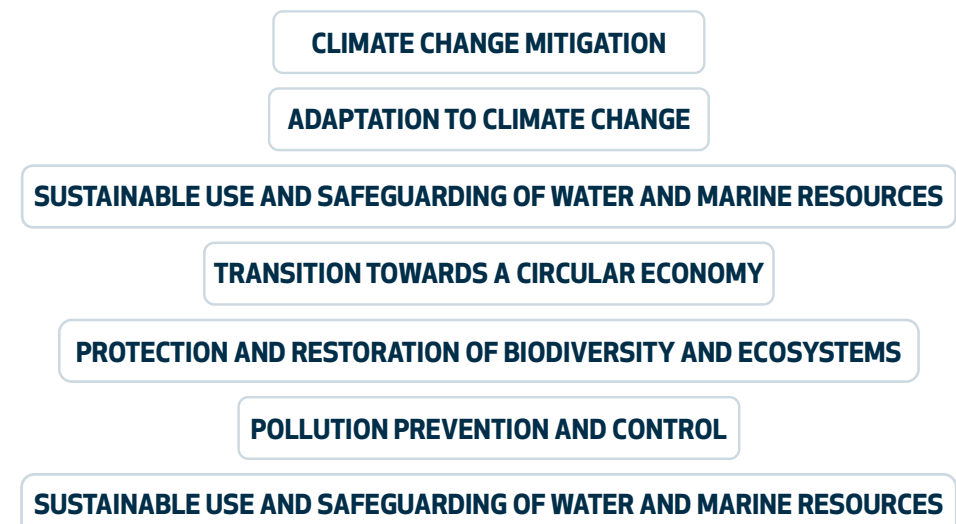 CLIMATE CHANGE MITIGATION
ADAPTATION TO CLIMATE CHANGE
SUSTAINABLE USE AND SAFEGUARDING OF WATER AND MARINE RESOURCES
TRANSITION TOWARDS A CIRCULAR ECONOMY
PROTECTION AND RESTORATION OF BIODIVERSITY AND ECOSYSTEMS
POLLUTION PREVENTION AND CONTROL
SUSTAINABLE USE AND SAFEGUARDING OF WATER AND MARINE RESOURCES